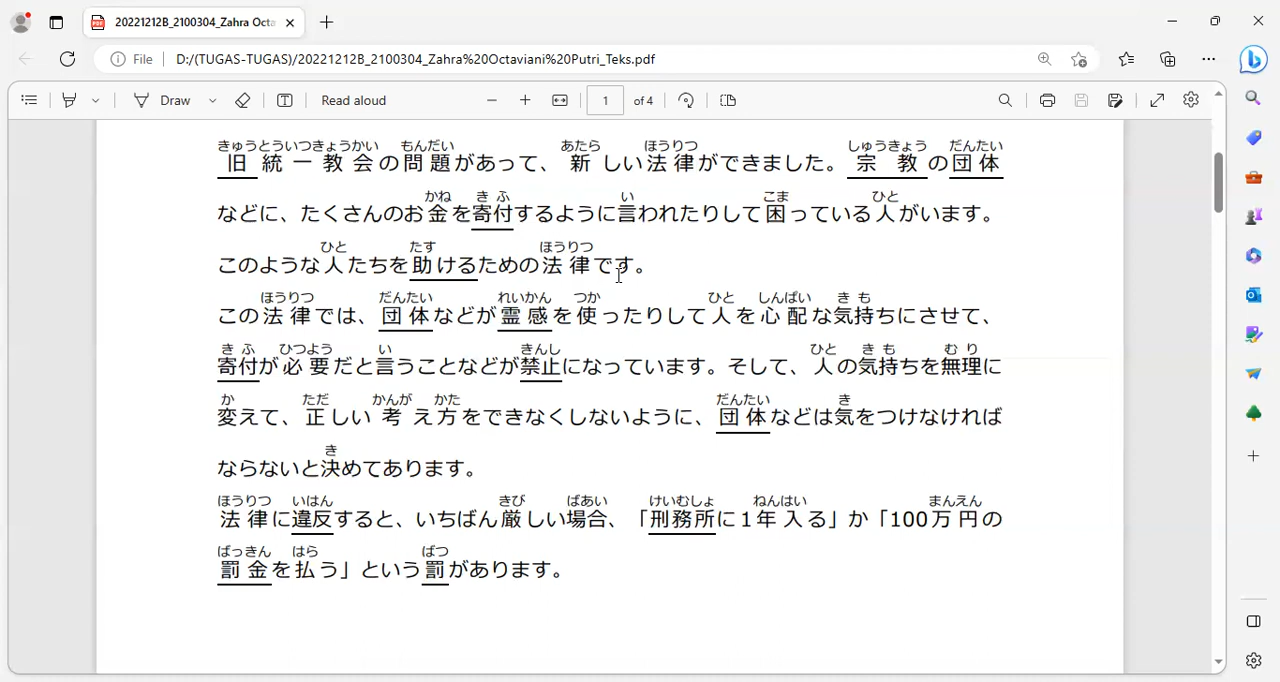 20221212B_2100304_Zahra Octa
File
D:/(TUGAS-TUGAS)/20221212B_2100304_Zahra%20Octaviani%20Putri_Teks.pdf
Draw
Read aloud
1
of 4
きゅうとういつきょうかい もんだい あたら ほうりつ しゅうきょう だんたい
旧統一教会の問題があって、新しい法律ができました。宗教の団体
かね きふ い こま ひと
などに、たくさんのお金を寄付するように言われたりして困っている人がいます。
ひと たす ほうりつ
このような人たちを助けるための法律です。
ほうりつ だんたい れいかん つか ひと しんぱい きも
この法律では、団体などが霊感を使ったりして人を心配な気持ちにさせて、
きふ ひつよう い きんし ひと きも むり
寄付が必要だと言うことなどが禁止になっています。そして、人の気持ちを無理に
か ただ かんが かた だんたい き
変えて、正しい考え方をできなくしないように、団体などは気をつけなければ
き
ならないと決めてあります。
ほうりつ いはん きび ばあい けいむしょ ねんはい まんえん
法律に違反すると、いちばん厳しい場合、「刑務所に1年入る」か「100万円の
ばっきん はら ばつ
罰金を払う」という罰があります。